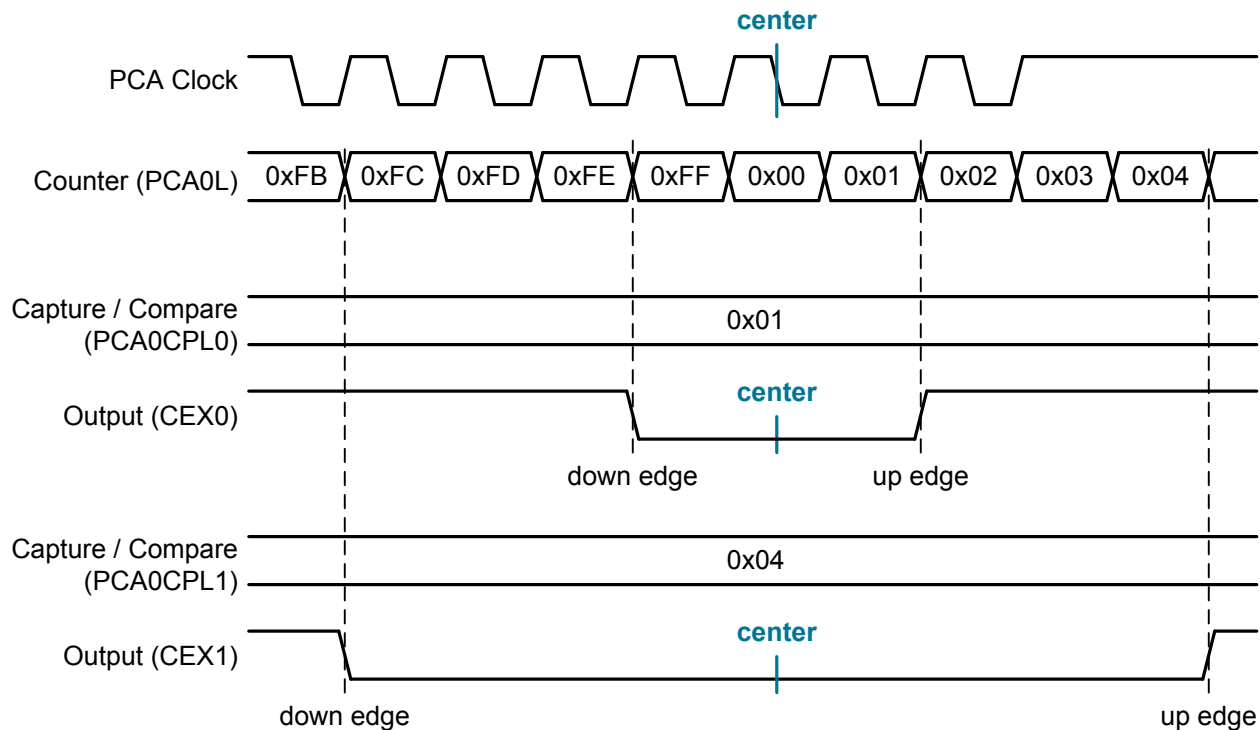 center
PCA Clock
Counter (PCA0L) 0xFB 0xFC 0xFD 0xFE 0xFF 0x00 0x01 0x02 0x03 0x04
Capture / Compare
(PCA0CPL0)
0x01
center
Output (CEX0)
down edge up edge
Capture / Compare
(PCA0CPL1)
0x04
center
Output (CEX1)
down edge up edge